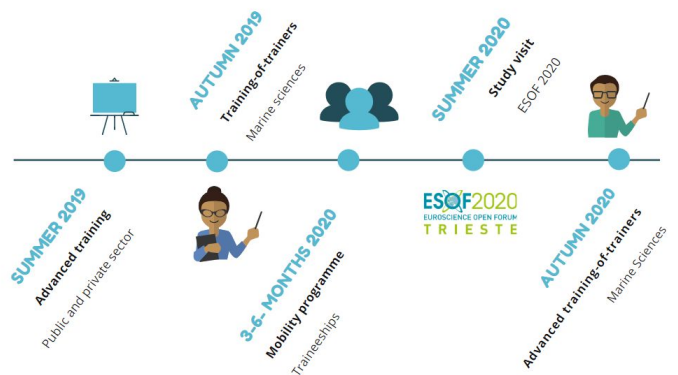 SUMMER 2019
Advanced training
Public and private sector
AUTUMN 2019
Training-of-trainers
Marine sciences
3-6- MONTHS 2020
Mobility programme
Traineeships
SUMMER 2020
Study visit
ESOF 2020
ESOF2020
EUROSCIENCE OPEN FORUM
TRIESTE
AUTUMN 2020
Advanced training-of-trainers
Marine Sciences